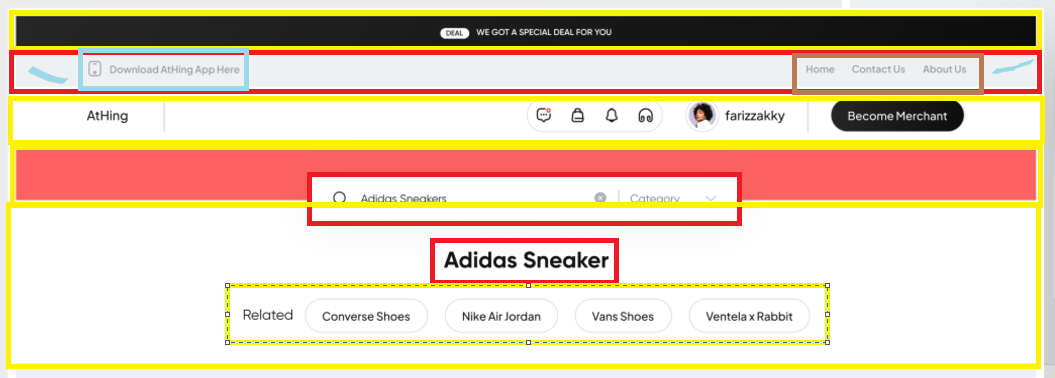 DEAL WE GOT A SPECIAL DEAL FOR YOU
Download AtHing App Here Home Contact Us About Us
AtHing farizzakky Become Merchant
Adidas Sneakers Category
Adidas Sneaker
Related Converse Shoes Nike Air Jordan Vans Shoes Ventela x Rabbit